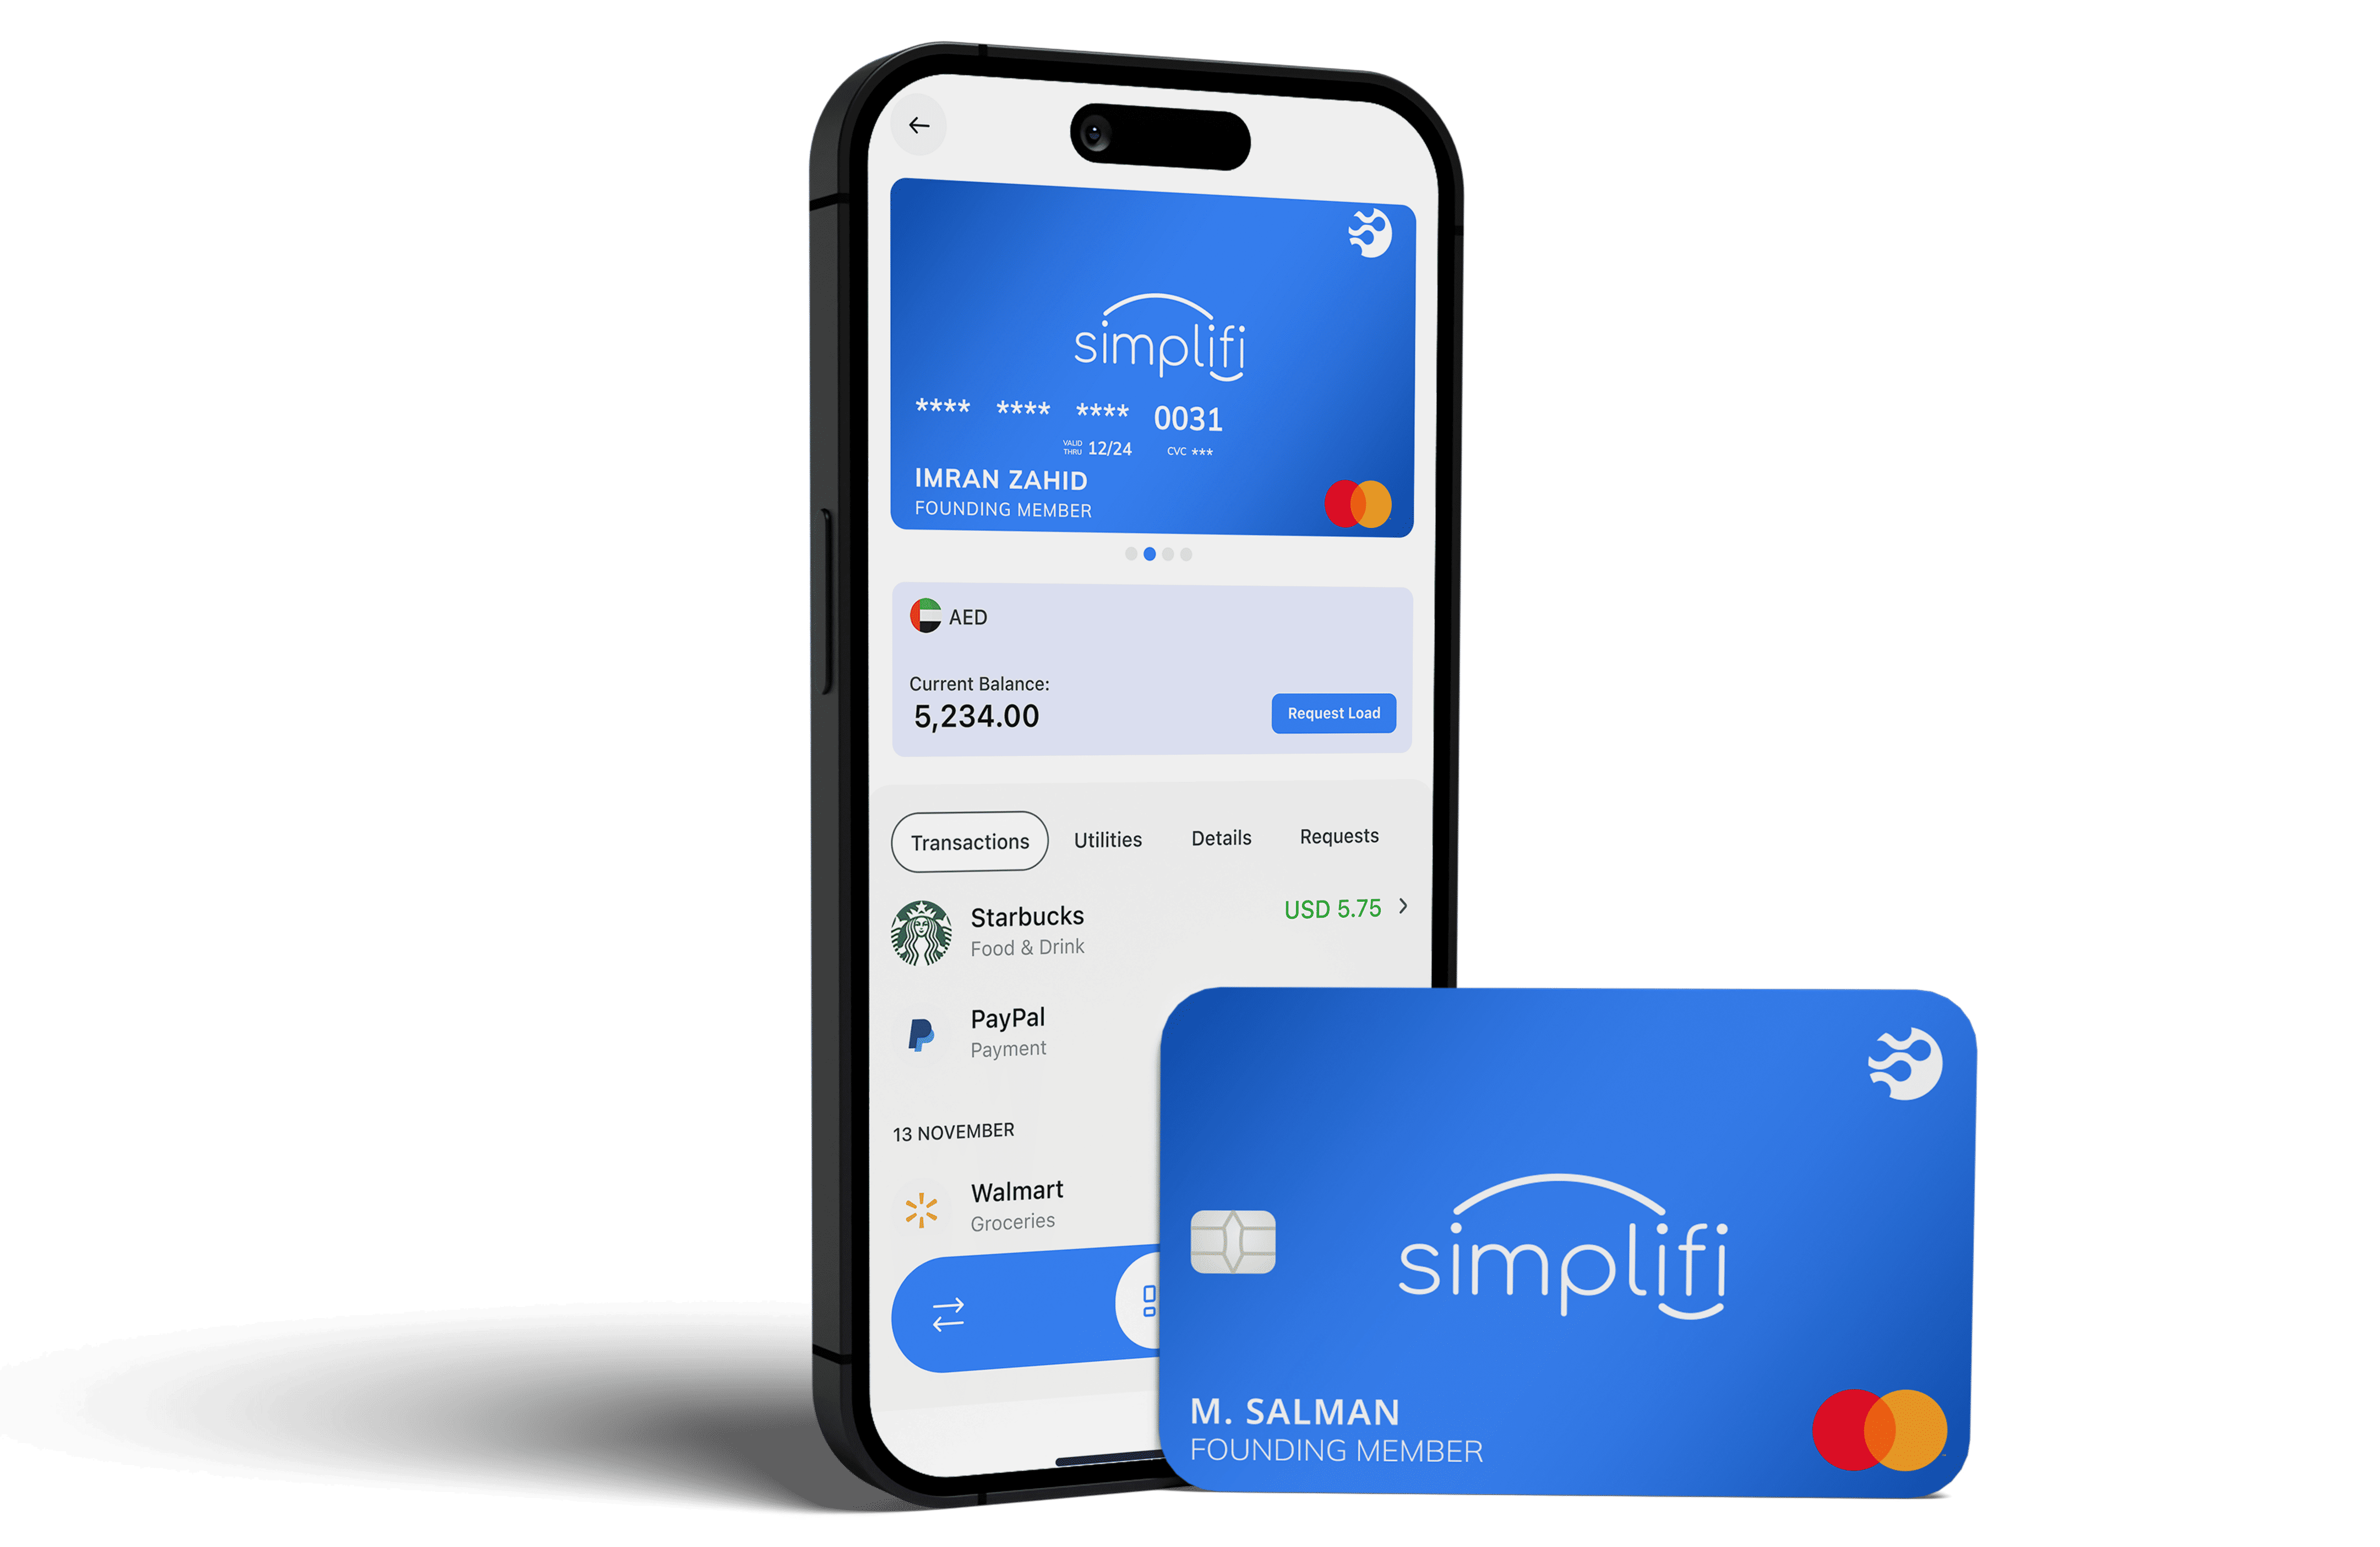 simplifi
**** **** **** 0031
VALID THRU 12/24 CVC ***
IMRAN ZAHID
FOUNDING MEMBER
AED
Current Balance:
5,234.00
Request Load
Transactions Utilities Details Requests
Starbucks USD 5.75
Food & Drink
PayPal
Payment
13 NOVEMBER
Walmart
Groceries
simplifi
M. SALMAN
FOUNDING MEMBER